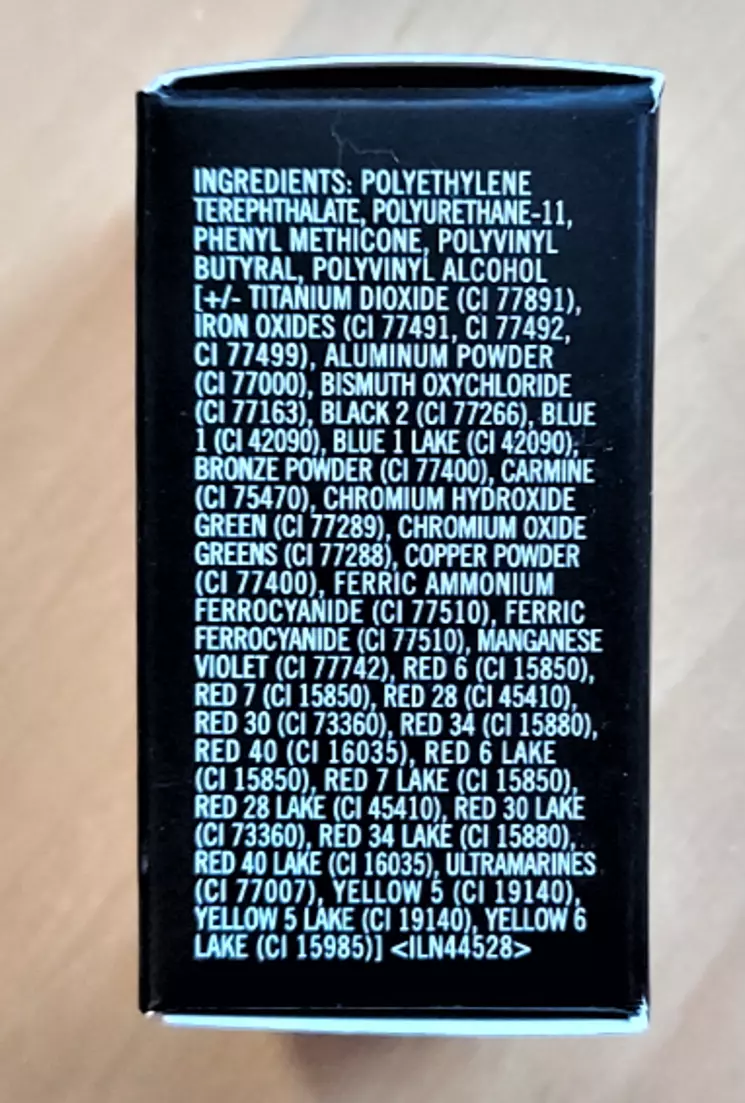 INGREDIENTS: POLYETHYLENE
TEREPHTHALATE, POLYURETHANE-11,
PHENYL METHICONE, POLYVINYL
BUTYRAL, POLYVINYL ALCOHOL
[+/- TITANIUM DIOXIDE (CI 77891),
IRON OXIDES (CI 77491, CI 77492,
CI 77499), ALUMINUM POWDER
(CI 77000), BISMUTH OXYCHLORIDE
(CI 77163), BLACK 2 (CI 77266), BLUE
1 (CI 42090), BLUE 1 LAKE (CI 42090),
BRONZE POWDER (CI 77400), CARMINE
(CI 75470), CHROMIUM HYDROXIDE
GREEN (CI 77289), CHROMIUM OXIDE
GREENS (CI 77288), COPPER POWDER
(CI 77400), FERRIC AMMONIUM
FERROCYANIDE (CI 77510), FERRIC
FERROCYANIDE (CI 77510), MANGANESE
VIOLET (CI 77742), RED 6 (CI 15850),
RED 7 (CI 15850), RED 28 (CI 45410),
RED 30 (CI 73360), RED 34 (CI 15880),
RED 40 (CI 16035), RED 6 LAKE
(CI 15850), RED 7 LAKE (CI 15850),
RED 28 LAKE (CI 45410), RED 30 LAKE
(CI 73360), RED 34 LAKE (CI 15880),
RED 40 LAKE (CI 16035), ULTRAMARINES
(CI 77007), YELLOW 5 (CI 19140),
YELLOW 5 LAKE (CI 19140), YELLOW 6
LAKE (CI 15985)] <ILN44528>